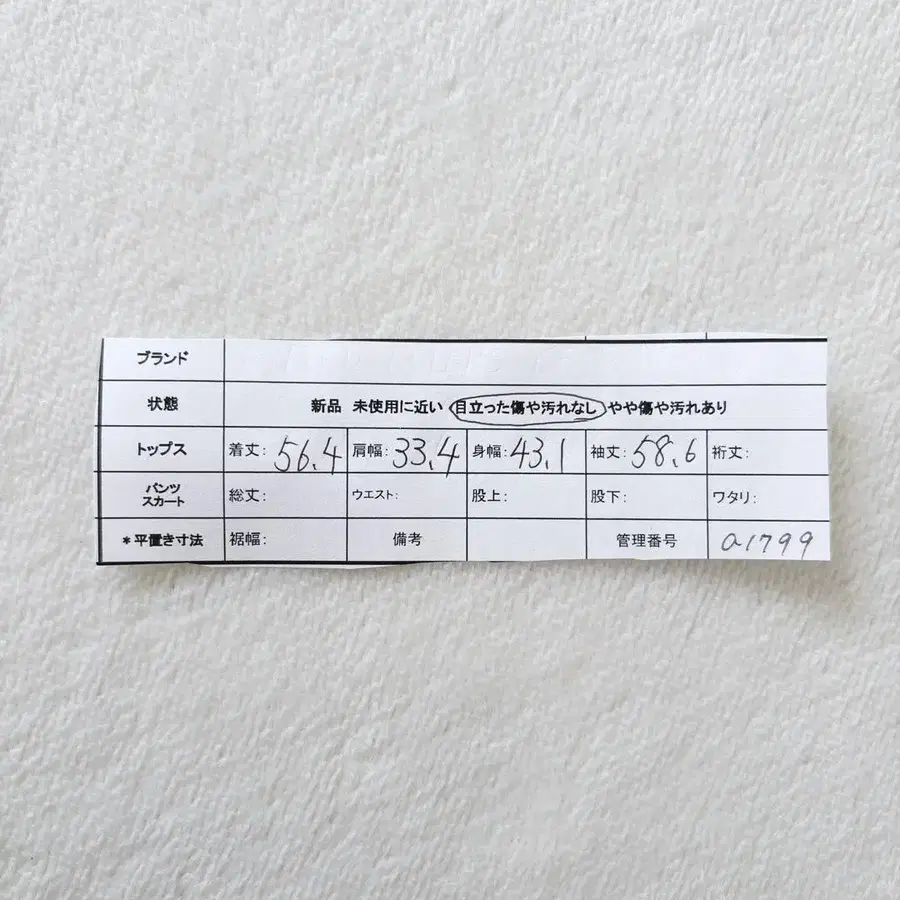 ブランド
状態 新品 未使用に近い 目立った傷や汚れなし やや傷や汚れあり
トップス 着丈: 56.4 肩幅: 33.4 身幅: 43.1 袖丈: 58.6 裄丈:
パンツ
スカート 総丈: ウエスト: 股上: 股下: ワタリ:
*平置き寸法 裾幅: 備考 管理番号 a1799